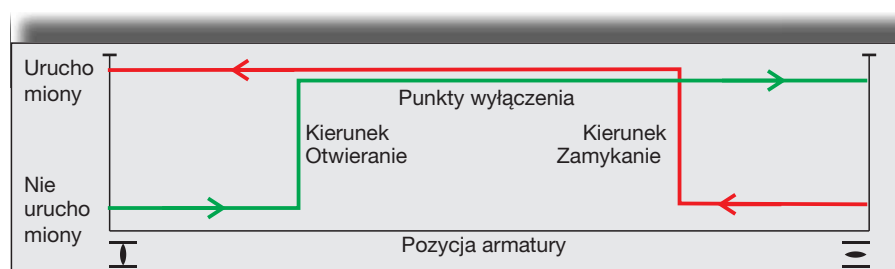 Urucho
miony
Punkty wyłączenia
Kierunek
Otwieranie
Kierunek
Zamykanie
Nie
urucho
miony
Pozycja armatury